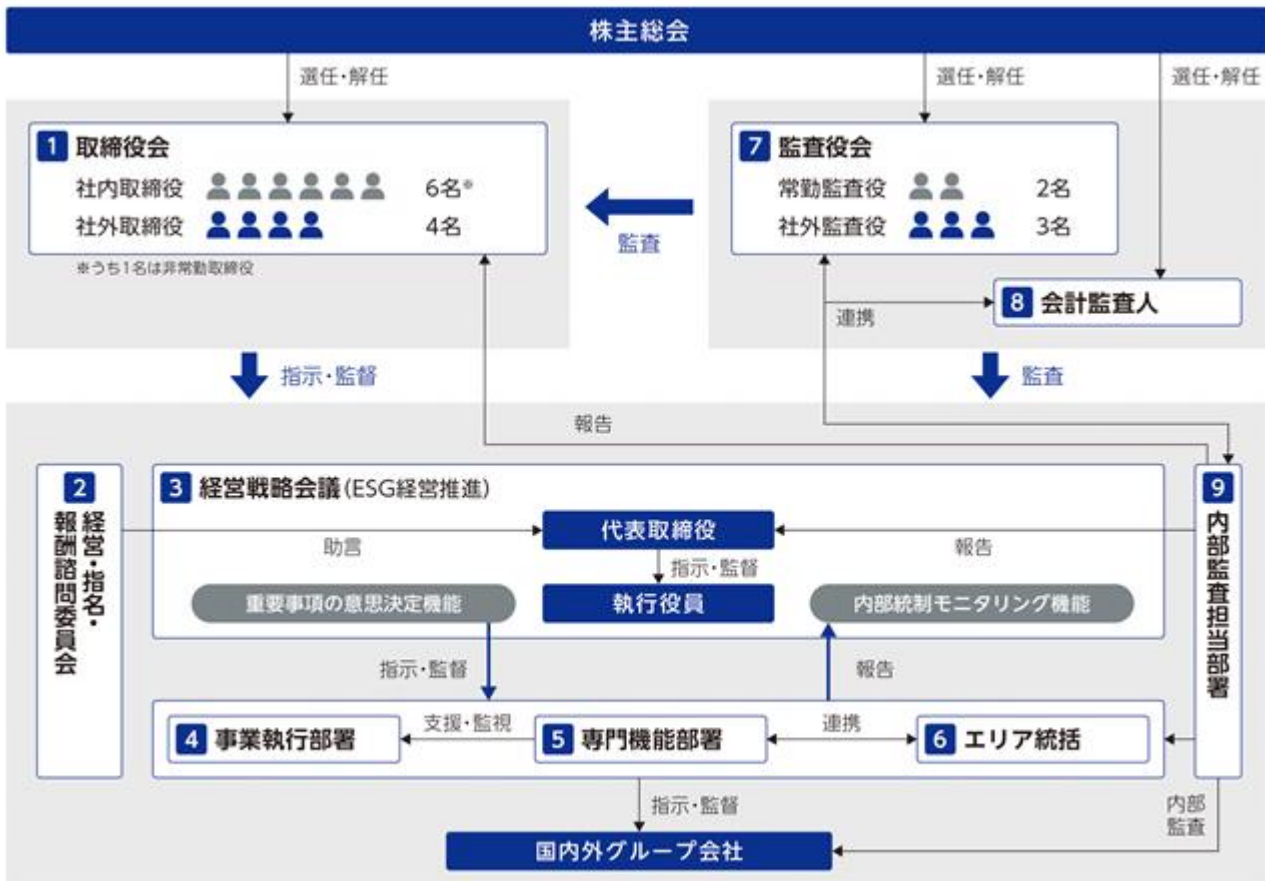 株主総会
選任・解任
選任・解任
選任・解任
1 取締役会
社内取締役 6名※
社外取締役 4名
※うち1名は非常勤取締役
監査
7 監査役会
常勤監査役 2名
社外監査役 3名
連携
8 会計監査人
指示・監督
監査
報告
2 経営・指名・
報酬諮問委員会
3 経営戦略会議(ESG経営推進)
助言
代表取締役
報告
指示・監督
重要事項の意思決定機能
執行役員
内部統制モニタリング機能
9 内部監査担当部署
指示・監督
報告
4 事業執行部署
支援・監視
5 専門機能部署
連携
6 エリア統括
指示・監督
内部
監査
国内外グループ会社